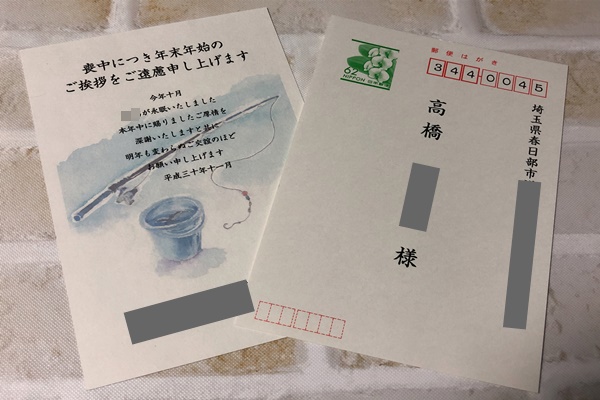 喪中につき年末年始の
ご挨拶をご遠慮申し上げます
今年十月
が永眠いたしました
本年中に賜りましたご厚情を
深謝いたしますと共に
明年も変わらぬご交誼のほど
お願い申し上げます
平成三十年十一月
62
NIPPON
郵便はがき
3440045
埼玉県春日部市
高橋
様